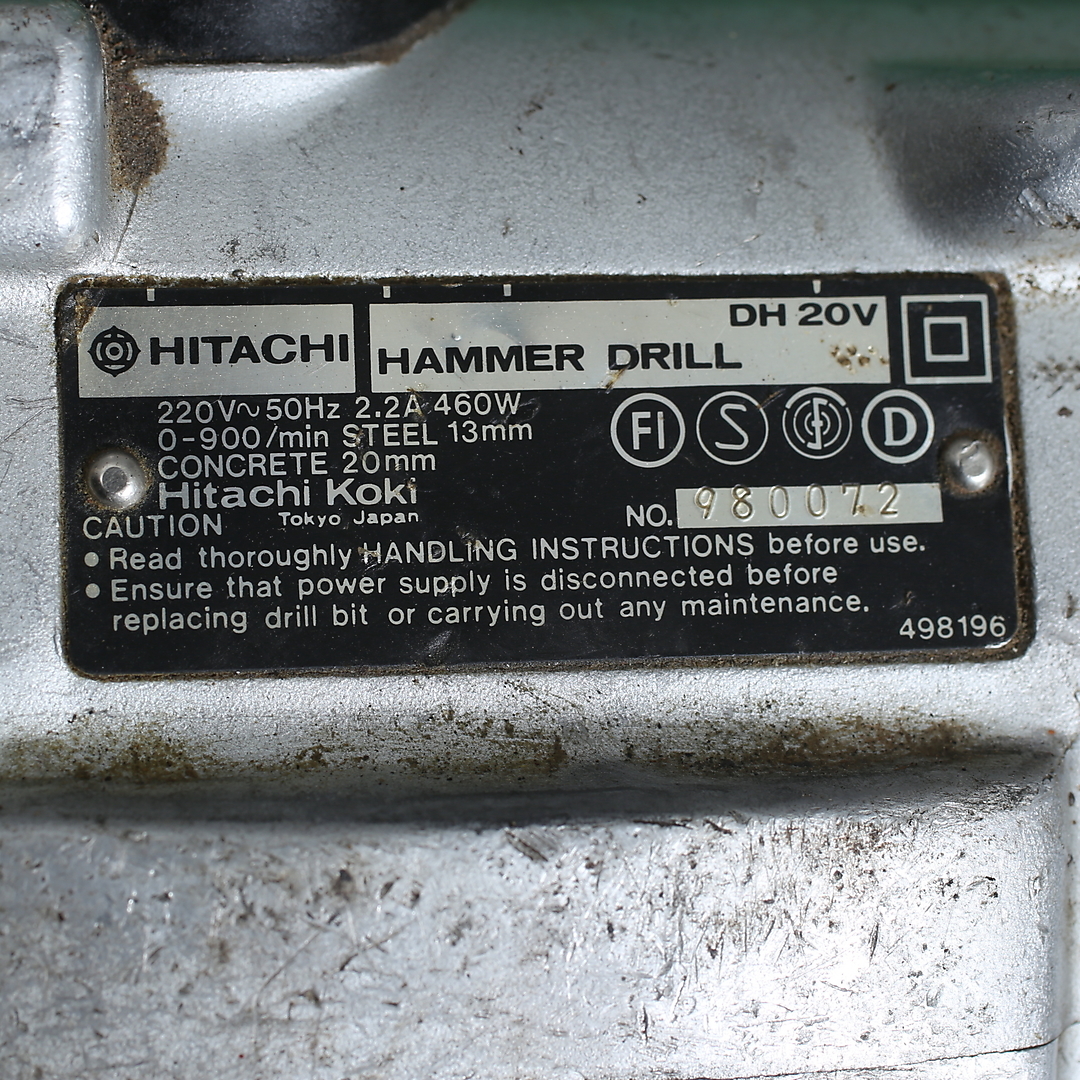 HITACHI
HAMMER DRILL
DH 20V
220V~50Hz 2.2A 460W
0-900/min STEEL 13mm
CONCRETE 20mm
Hitachi Koki
Tokyo Japan
FI S D
NO. 980072
CAUTION
• Read thoroughly HANDLING INSTRUCTIONS before use.
• Ensure that power supply is disconnected before
replacing drill bit or carrying out any maintenance.
498196